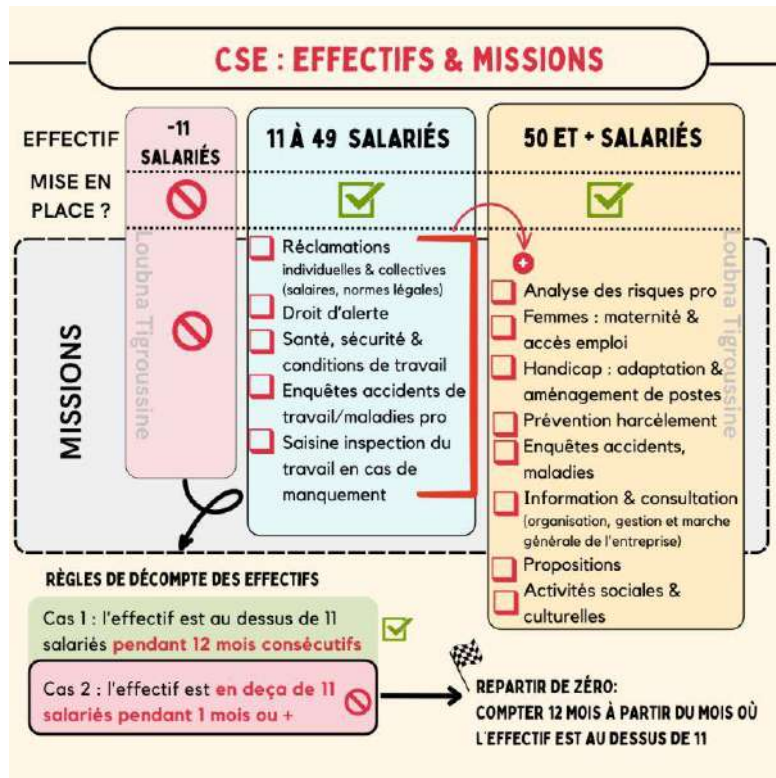 CSE : EFFECTIFS & MISSIONS
EFFECTIF
-11
SALARIÉS
11 À 49 SALARIÉS
50 ET + SALARIÉS
MISE EN
PLACE ?
MISSIONS
Loubna Tigroussine
Réclamations
individuelles & collectives
(salaires, normes légales)
Droit d'alerte
Santé, sécurité &
conditions de travail
Enquêtes accidents de
travail/maladies pro
Saisine inspection du
travail en cas de
manquement
+
Analyse des risques pro
Femmes : maternité &
accès emploi
Handicap : adaptation &
aménagement de postes
Prévention harcèlement
Enquêtes accidents,
maladies
Information & consultation
(organisation, gestion et marche
générale de l'entreprise)
Propositions
Activités sociales &
culturelles
Loubna Tigroussine
RÈGLES DE DÉCOMPTE DES EFFECTIFS
Cas 1 : l'effectif est au dessus de 11
salariés pendant 12 mois consécutifs
Cas 2 : l'effectif est en deça de 11
salariés pendant 1 mois ou +
REPARTIR DE ZÉRO:
COMPTER 12 MOIS À PARTIR DU MOIS OÙ
L'EFFECTIF EST AU DESSUS DE 11